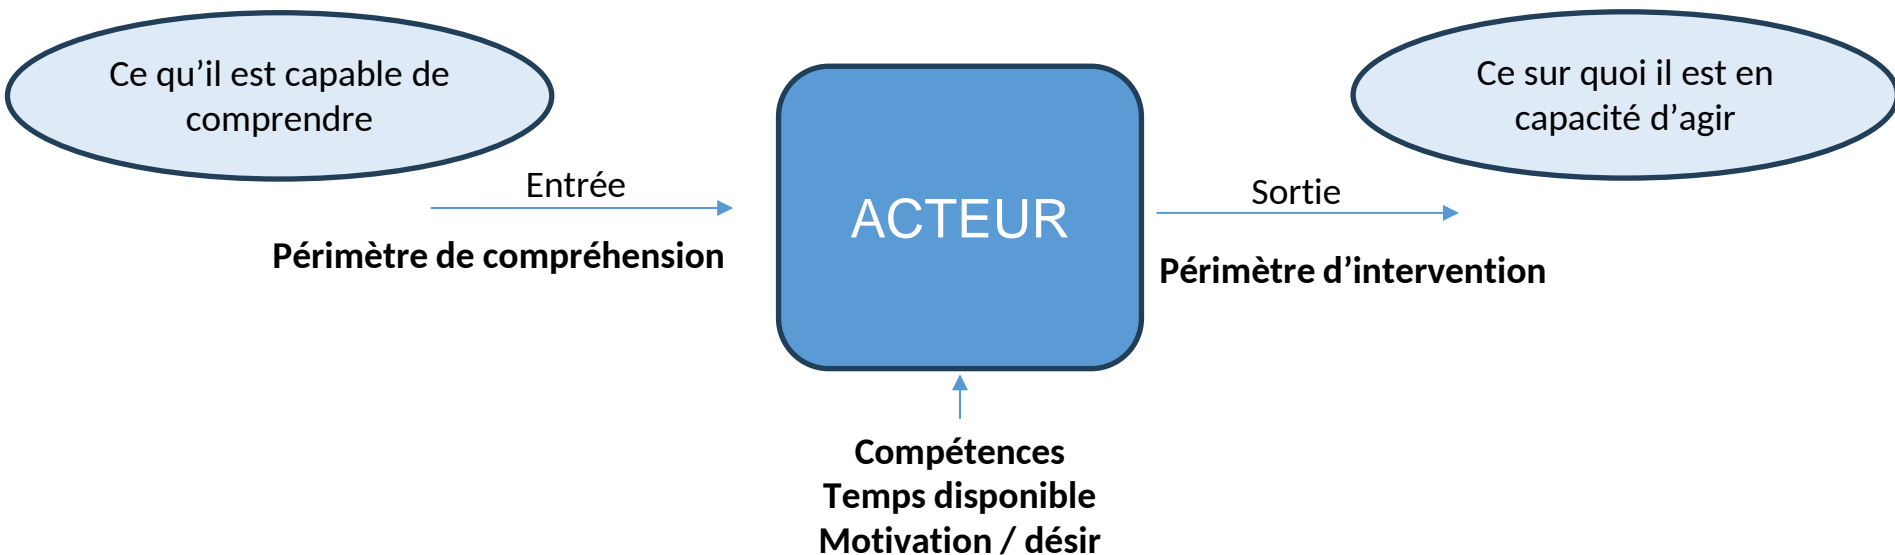 Ce qu’il est capable de
comprendre
Entrée
Périmètre de compréhension
ACTEUR
Ce sur quoi il est en
capacité d’agir
Sortie
Périmètre d’intervention
Compétences
Temps disponible
Motivation / désir